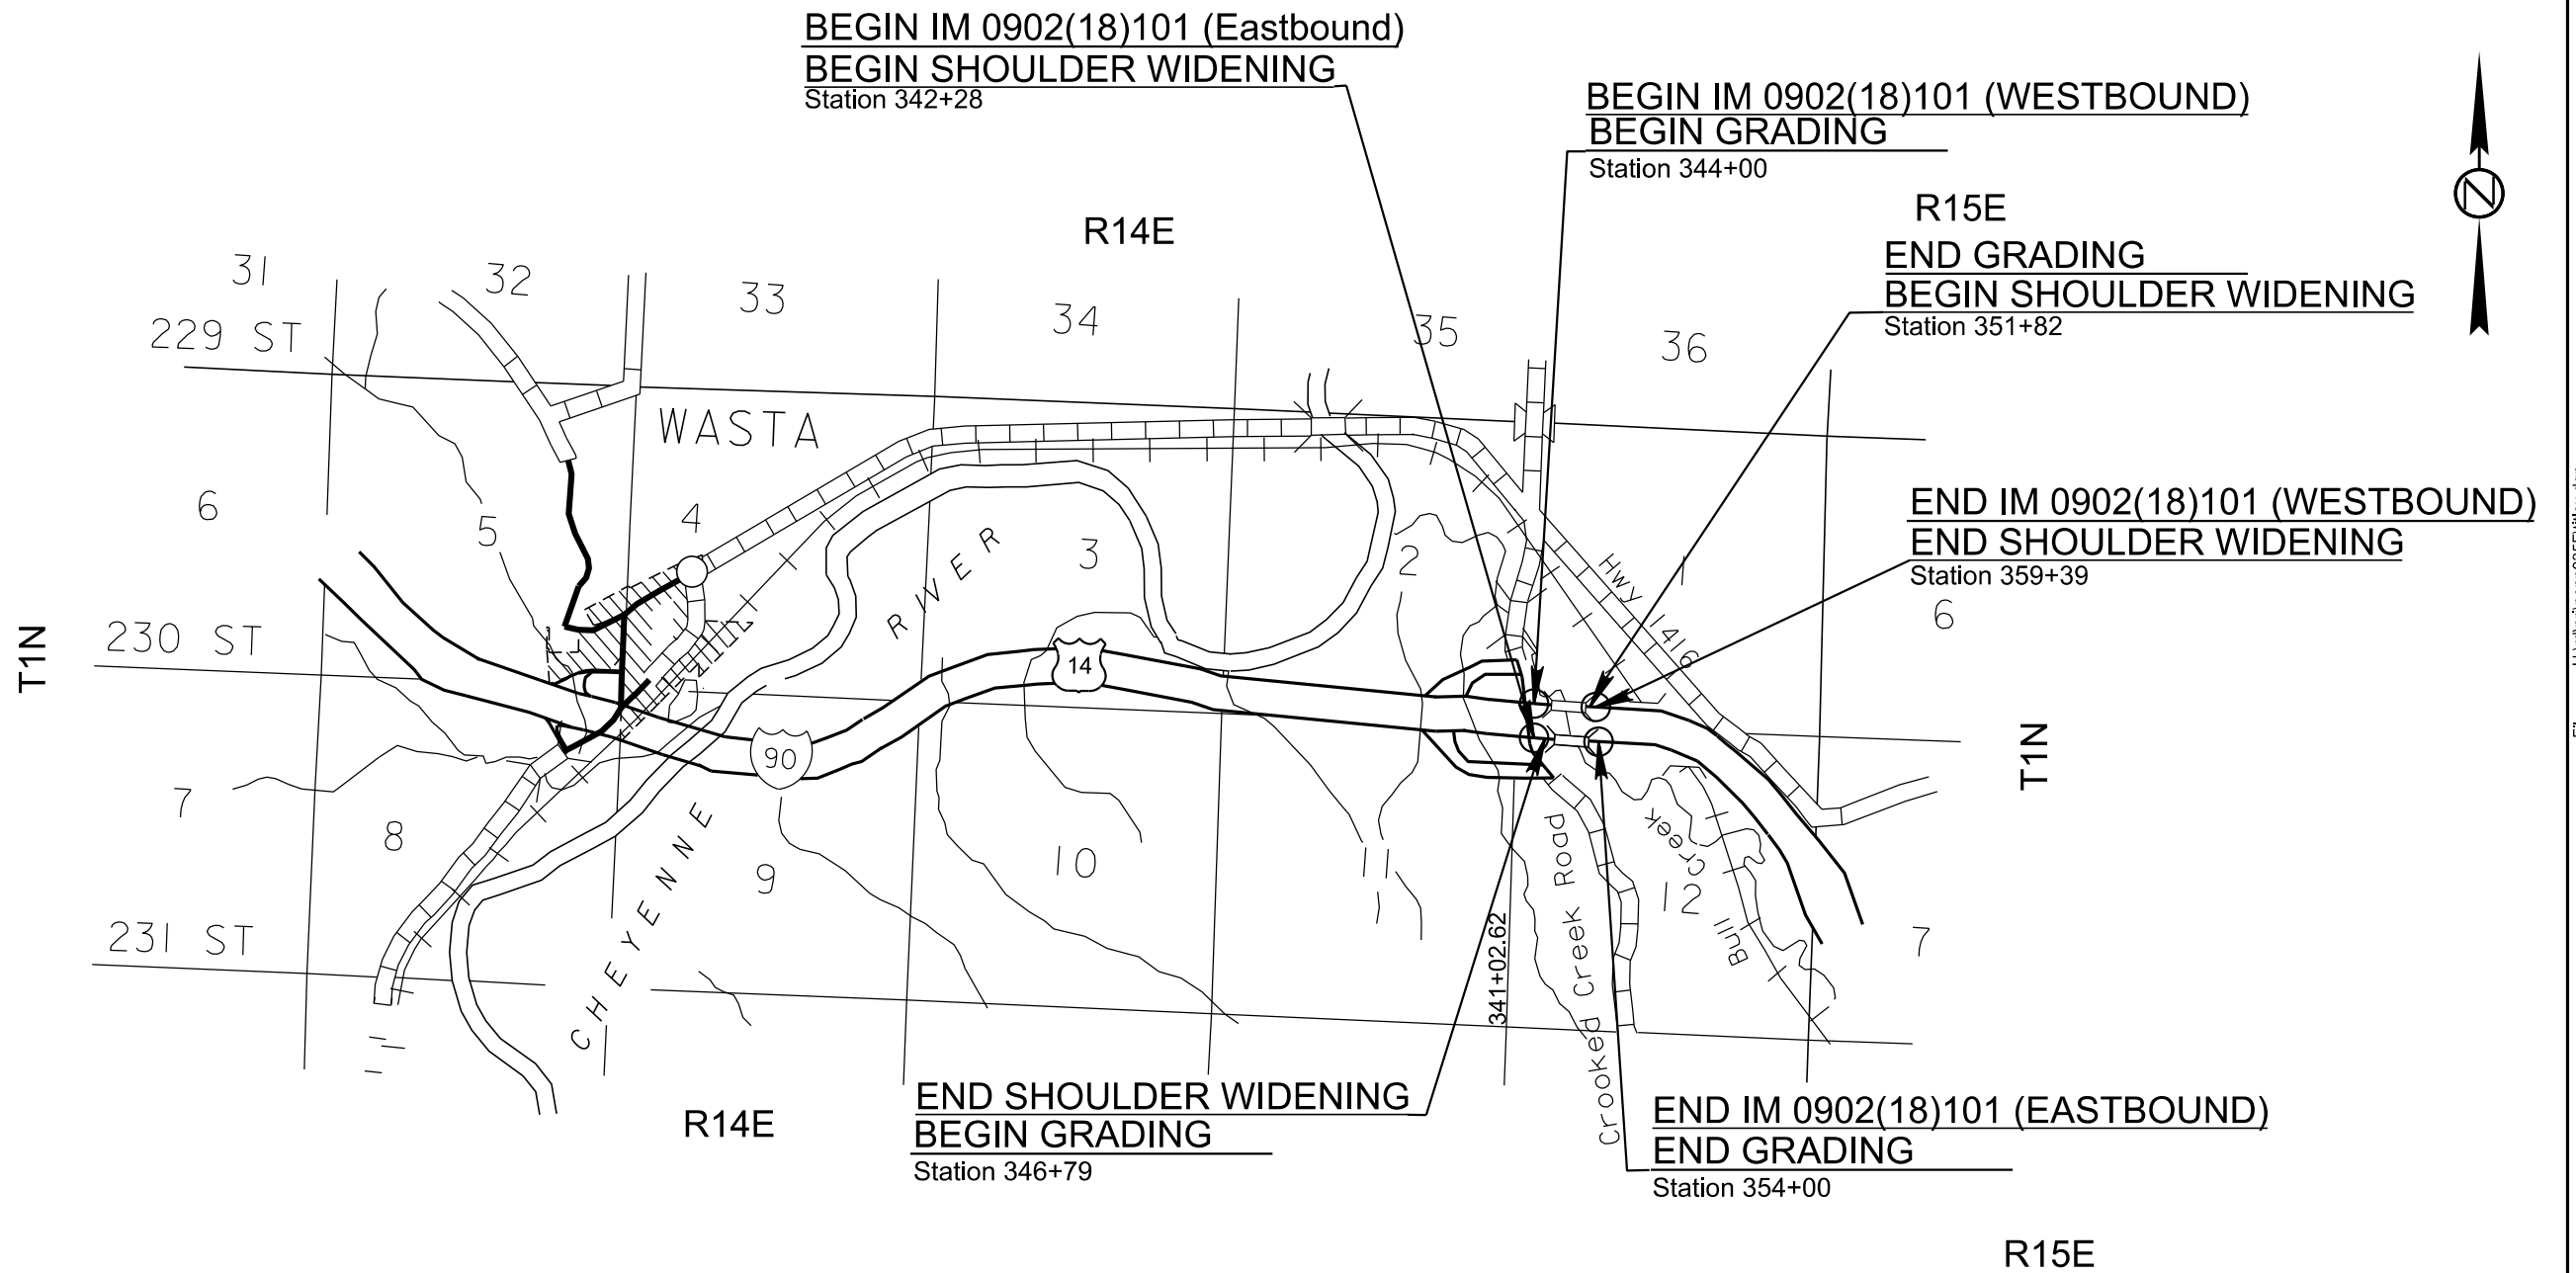 BEGIN IM 0902(18)101 (Eastbound)
BEGIN SHOULDER WIDENING
Station 342+28
BEGIN IM 0902(18)101 (WESTBOUND)
BEGIN GRADING
Station 344+00
R14E
R15E
END GRADING
BEGIN SHOULDER WIDENING
Station 351+82
31
32
33
34
35
36
229 ST
WASTA
END IM 0902(18)101 (WESTBOUND)
END SHOULDER WIDENING
Station 359+39
6
5
4
3
2
1
6
Hwy 1416
RIVER
T1N
230 ST
14
90
T1N
7
8
9
10
11
12
7
CHEYENNE
Crooked Creek Road
Bull Creek
231 ST
341+02.62
END SHOULDER WIDENING
BEGIN GRADING
Station 346+79
R14E
END IM 0902(18)101 (EASTBOUND)
END GRADING
Station 354+00
R15E
N